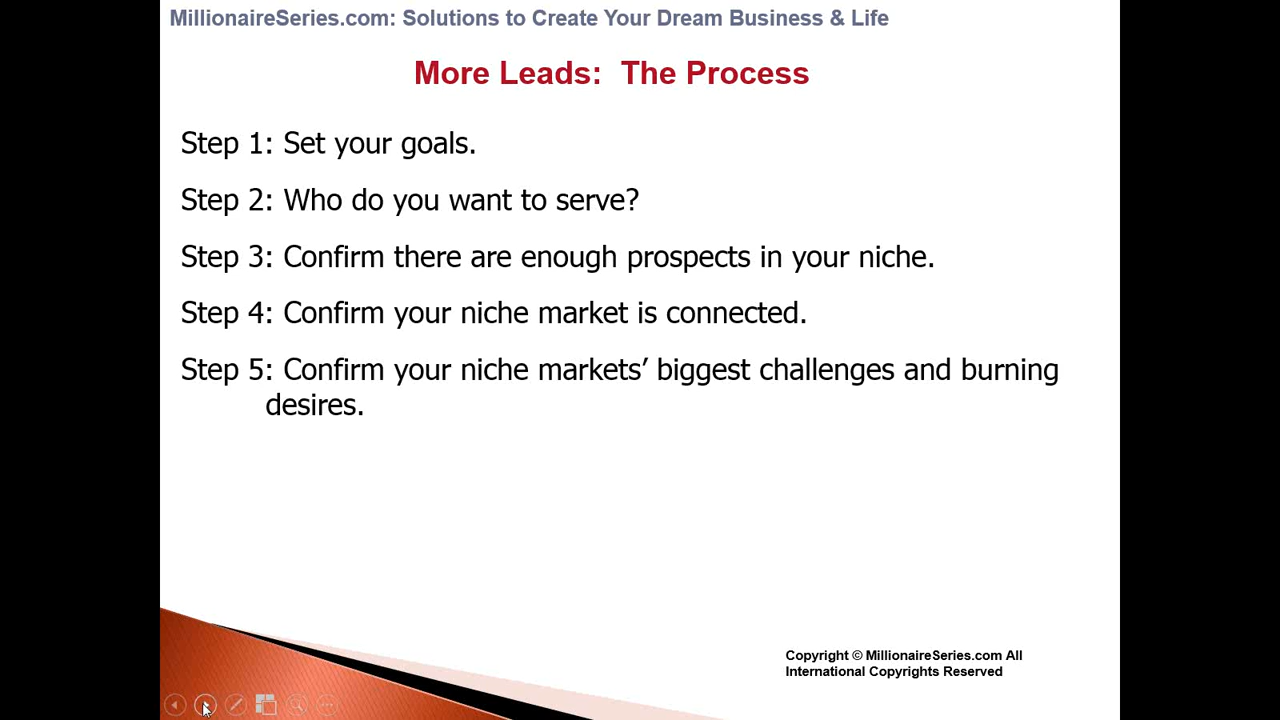 MillionaireSeries.com: Solutions to Create Your Dream Business & Life
More Leads:  The Process
Step 1: Set your goals.
Step 2: Who do you want to serve?
Step 3: Confirm there are enough prospects in your niche.
Step 4: Confirm your niche market is connected.
Step 5: Confirm your niche markets’ biggest challenges and burning
desires.
Copyright © MillionaireSeries.com All
International Copyrights Reserved